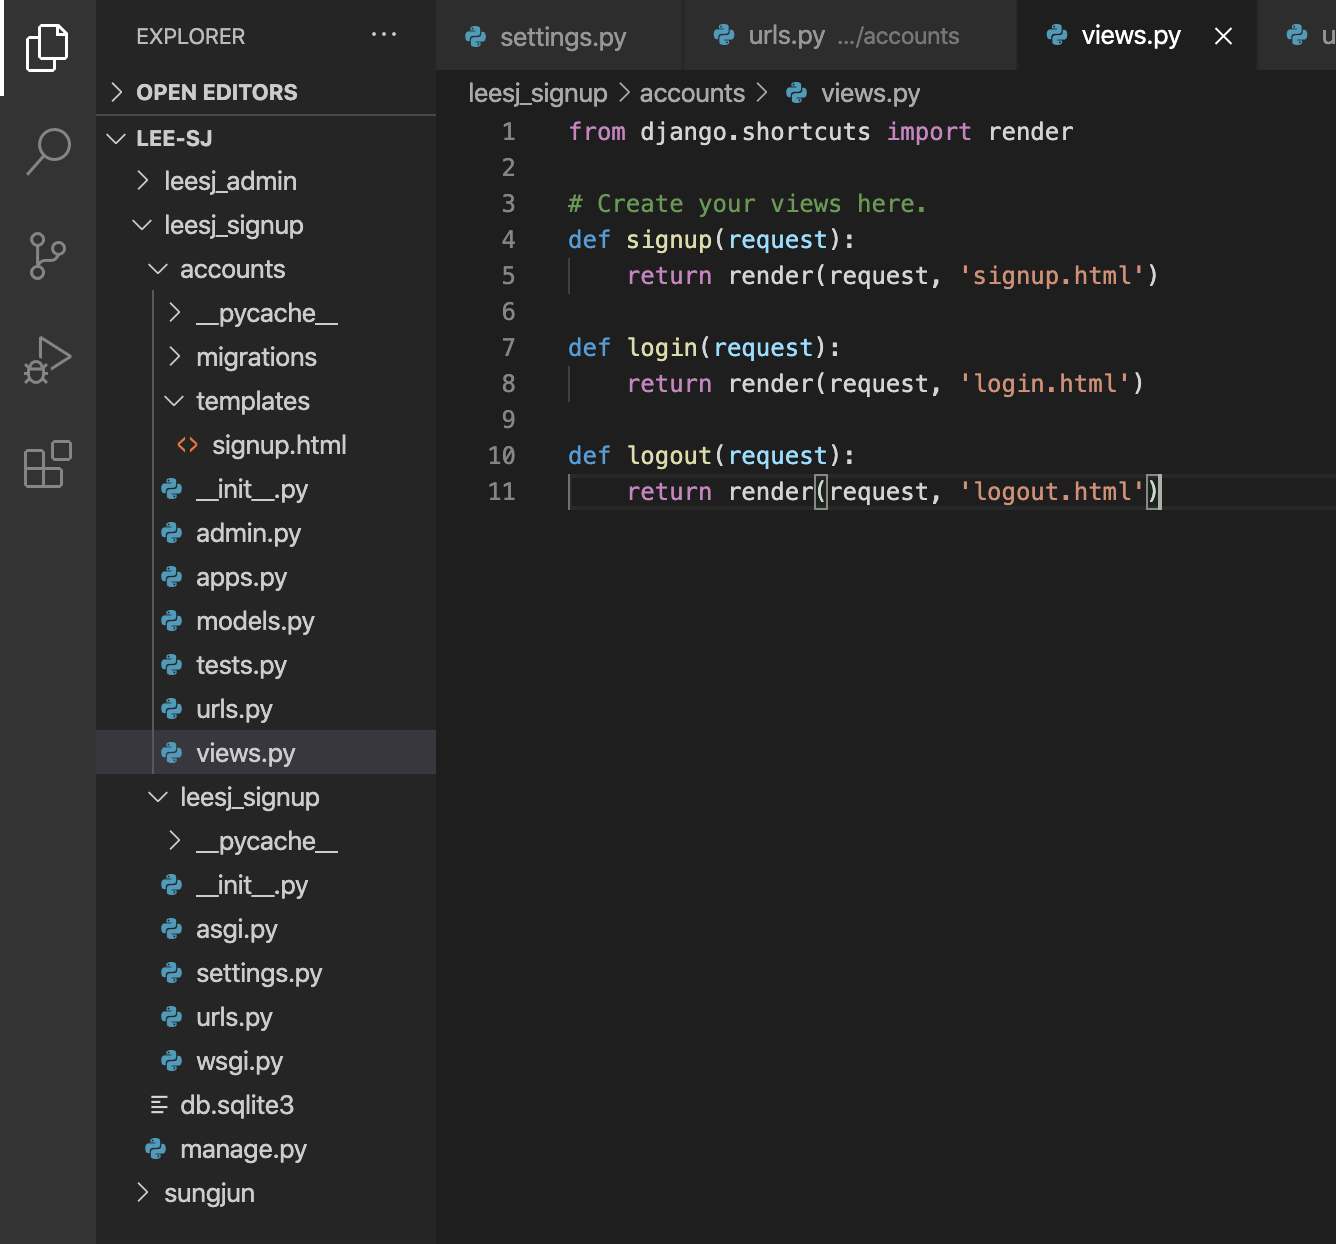 EXPLORER
···
OPEN EDITORS
LEE-SJ
leesj_admin
leesj_signup
accounts
__pycache__
migrations
templates
<> signup.html
__init__.py
admin.py
apps.py
models.py
tests.py
urls.py
views.py
leesj_signup
__pycache__
__init__.py
asgi.py
settings.py
urls.py
wsgi.py
db.sqlite3
manage.py
sungjun
settings.py urls.py .../accounts views.py × u
leesj_signup > accounts > views.py
1 from django.shortcuts import render
2
3 # Create your views here.
4 def signup(request):
5     return render(request, 'signup.html')
6
7 def login(request):
8     return render(request, 'login.html')
9
10 def logout(request):
11     return render(request, 'logout.html')